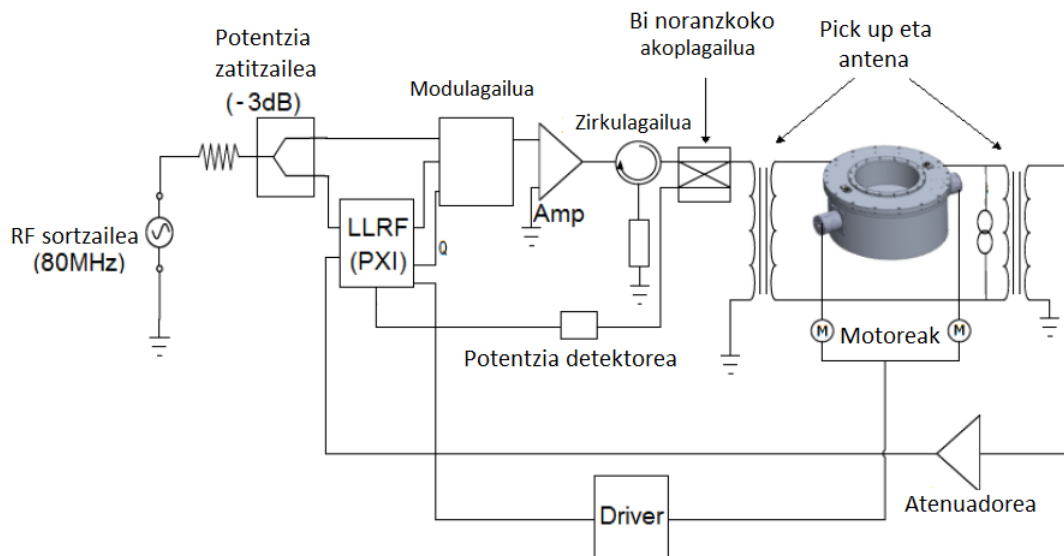 Potentzia
zatitzailea
(-3dB)
Modulagailua
Bi noranzkoko
akoplagailua
Pick up eta
antena
Zirkulagailua
Amp
RF sortzailea
(80MHz)
LLRF
(PXI)
Q
Potentzia detektorea
M
Motoreak
M
Atenuadorea
Driver